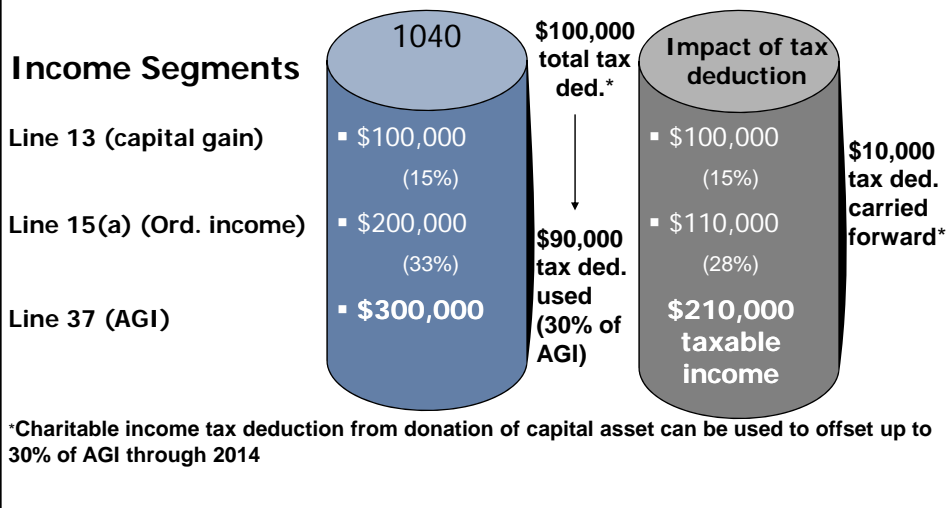 Income Segments
1040
$100,000
total tax
ded.*
Impact of tax
deduction
Line 13 (capital gain)
▪ $100,000
(15%)
▪ $100,000
(15%)
$10,000
tax ded.
carried
forward*
Line 15(a) (Ord. income)
▪ $200,000
(33%)
$90,000
tax ded.
used
(30% of
AGI)
▪ $110,000
(28%)
Line 37 (AGI)
▪ $300,000
$210,000
taxable
income
*Charitable income tax deduction from donation of capital asset can be used to offset up to
30% of AGI through 2014